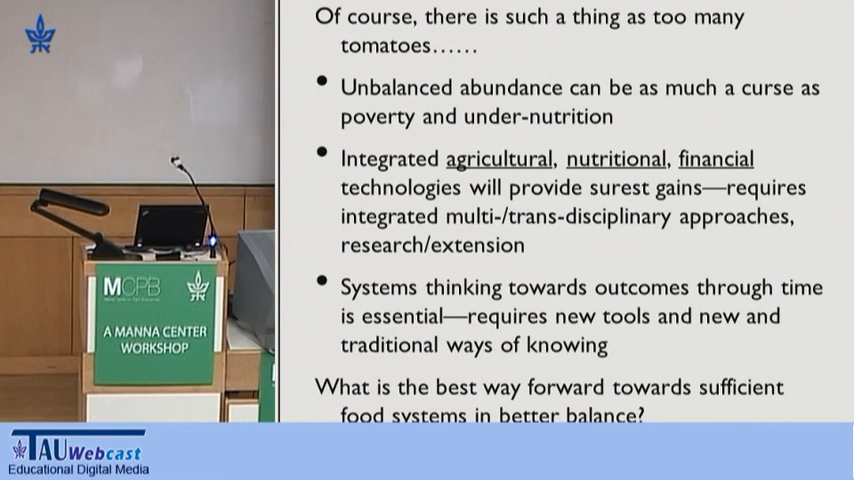 Of course, there is such a thing as too many
tomatoes……
• Unbalanced abundance can be as much a curse as
poverty and under-nutrition
• Integrated agricultural, nutritional, financial
technologies will provide surest gains—requires
integrated multi-/trans-disciplinary approaches,
research/extension
• Systems thinking towards outcomes through time
is essential—requires new tools and new and
traditional ways of knowing
What is the best way forward towards sufficient
food systems in better balance?
MCPB
A MANNA CENTER
WORKSHOP
M
TAU Webcast
Educational Digital Media